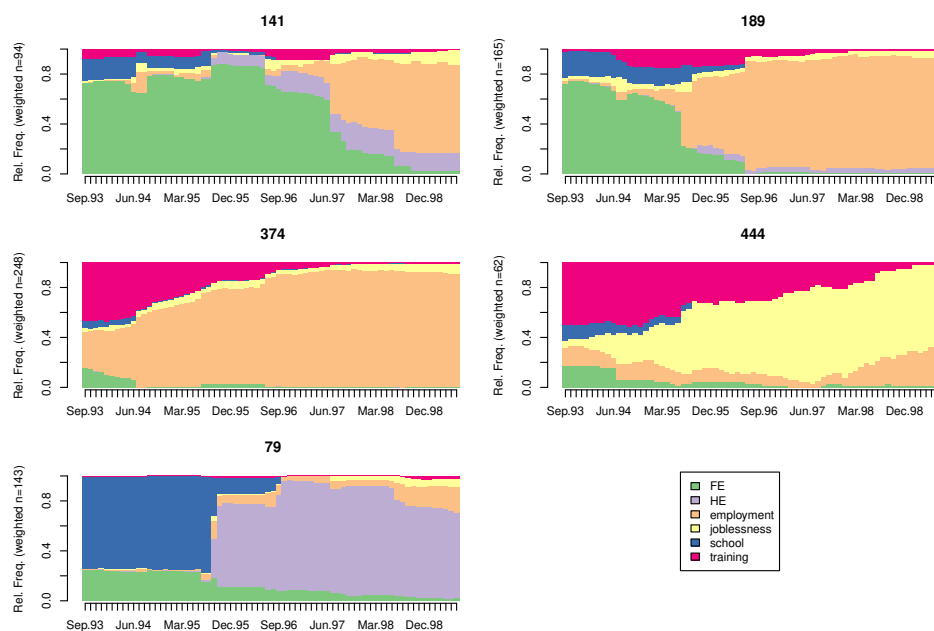 141
Rel. Freq. (weighted n=94)
0.0 0.4 0.8
Sep.93 Jun.94 Mar.95 Dec.95 Sep.96 Jun.97 Mar.98 Dec.98
189
Rel. Freq. (weighted n=165)
0.0 0.4 0.8
Sep.93 Jun.94 Mar.95 Dec.95 Sep.96 Jun.97 Mar.98 Dec.98
374
Rel. Freq. (weighted n=248)
0.0 0.4 0.8
Sep.93 Jun.94 Mar.95 Dec.95 Sep.96 Jun.97 Mar.98 Dec.98
444
Rel. Freq. (weighted n=62)
0.0 0.4 0.8
Sep.93 Jun.94 Mar.95 Dec.95 Sep.96 Jun.97 Mar.98 Dec.98
79
Rel. Freq. (weighted n=143)
0.0 0.4 0.8
Sep.93 Jun.94 Mar.95 Dec.95 Sep.96 Jun.97 Mar.98 Dec.98
FE
HE
employment
joblessness
school
training